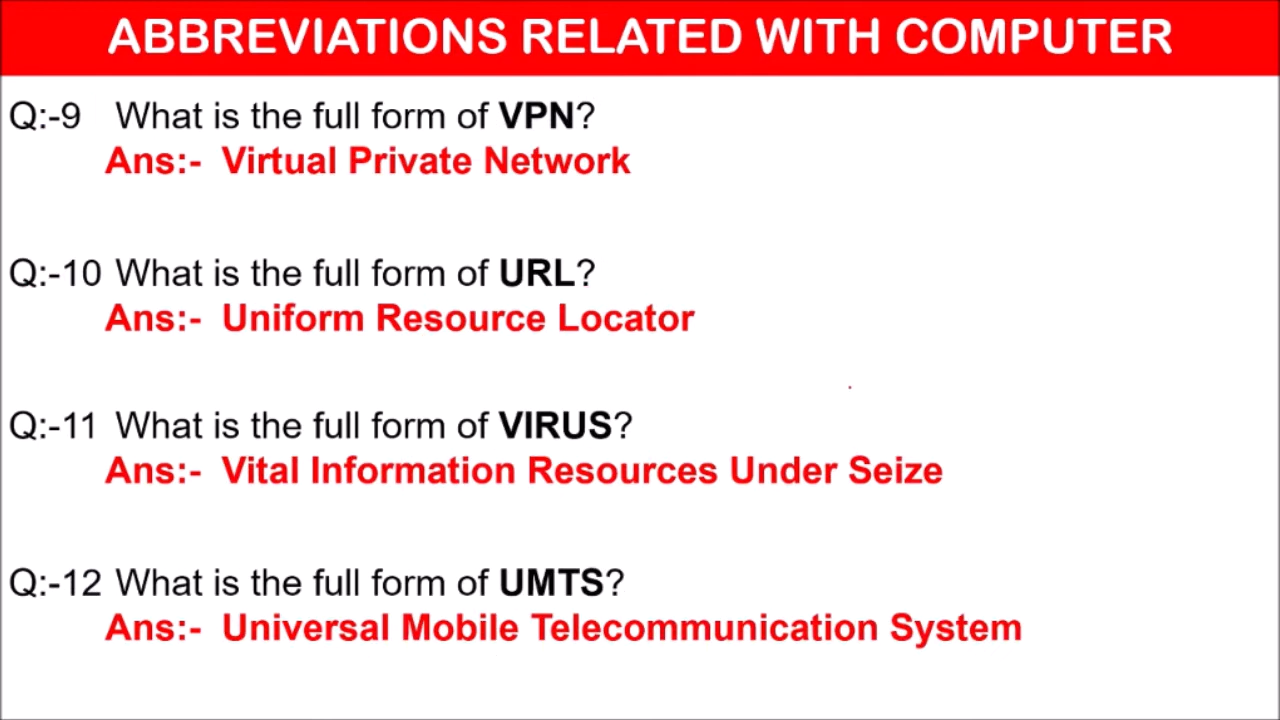 ABBREVIATIONS RELATED WITH COMPUTER
Q:-9 What is the full form of VPN?
Ans:- Virtual Private Network
Q:-10 What is the full form of URL?
Ans:- Uniform Resource Locator
Q:-11 What is the full form of VIRUS?
Ans:- Vital Information Resources Under Seize
Q:-12 What is the full form of UMTS?
Ans:- Universal Mobile Telecommunication System